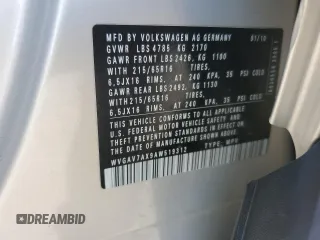 MFD. BY VOLKSWAGEN AG GERMANY 01/10
GVWR LBS 4785 KG 2170
GAWR FRONT LBS 2426, KG 1100
WITH 215/65R16 TIRES,
6,5JX16 RIMS, AT 240 KPA, 35 PSI COLD
GAWR REAR LBS 2492, KG 1130
WITH 215/65R16 TIRES,
6,5JX16 RIMS, AT 240 KPA, 35 PSI COLD
THIS VEHICLE CONFORMS TO ALL APPLICABLE
U.S. FEDERAL MOTOR VEHICLE SAFETY
STANDARDS IN EFFECT ON THE DATE OF
MANUFACTURE SHOWN ABOVE.
WVGAV7AX9AW519212 TYPE: MPV
DREAMBID